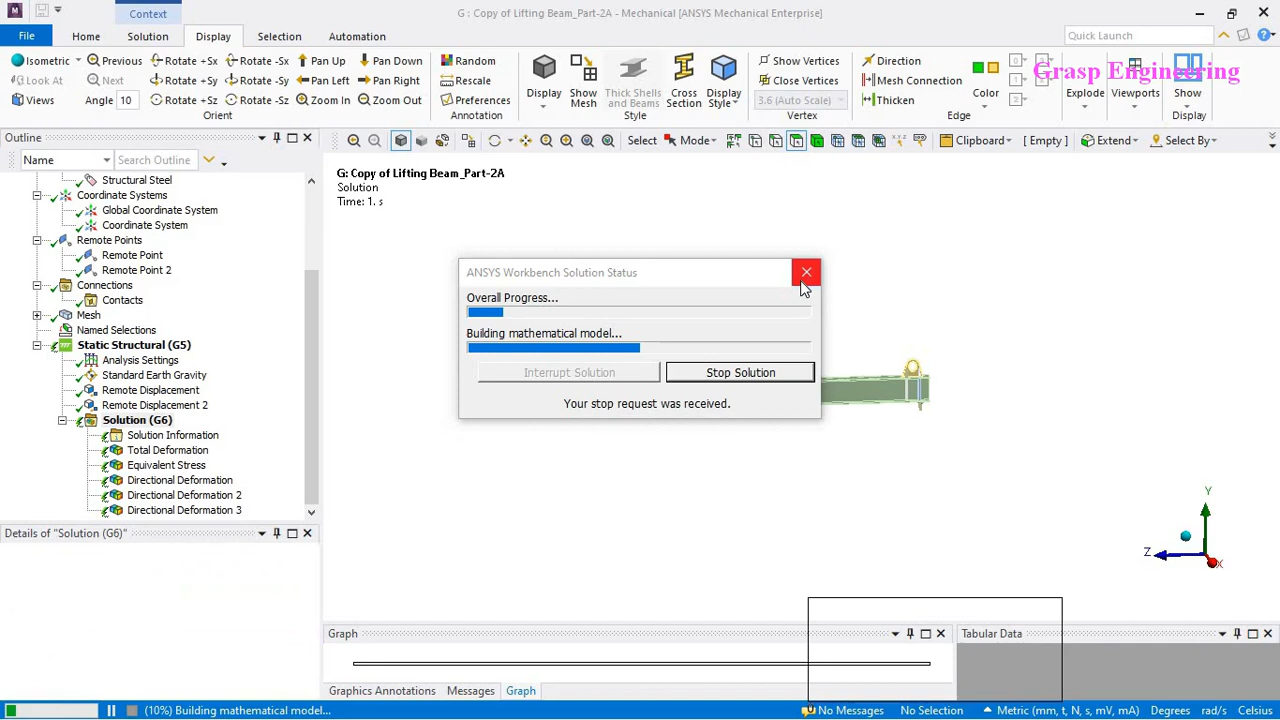 Context
G : Copy of Lifting Beam_Part-2A - Mechanical [ANSYS Mechanical Enterprise]
File Home Solution Display Selection Automation Quick Launch
Isometric Previous Rotate +Sx Rotate -Sx Pan Up Pan Down Random Show Vertices Direction
Look At Next Rotate +Sy Rotate -Sy Pan Left Pan Right Rescale Close Vertices Mesh Connection
Views Angle 10 Rotate +Sz Rotate -Sz Zoom In Zoom Out Preferences 3.6 (Auto Scale) Thicken
Display Show Mesh Thick Shells and Beams Cross Section Display Style Color Explode Viewports Show
Grasp Engineering
Orient Annotation Style Vertex Edge Display
Outline
Select Mode Clipboard [ Empty ] Extend Select By
Name Search Outline
Structural Steel
Coordinate Systems
Global Coordinate System
Coordinate System
Remote Points
Remote Point
Remote Point 2
Connections
Contacts
Mesh
Named Selections
Static Structural (G5)
Analysis Settings
Standard Earth Gravity
Remote Displacement
Remote Displacement 2
Solution (G6)
Solution Information
Total Deformation
Equivalent Stress
Directional Deformation
Directional Deformation 2
Directional Deformation 3
Details of "Solution (G6)"
G: Copy of Lifting Beam_Part-2A
Solution
Time: 1. s
ANSYS Workbench Solution Status
Overall Progress...
Building mathematical model...
Interrupt Solution Stop Solution
Your stop request was received.
Y
Z
X
Graph
Tabular Data
Graphics Annotations Messages Graph
(10%) Building mathematical model... No Messages No Selection Metric (mm, t, N, s, mV, mA) Degrees rad/s Celsius